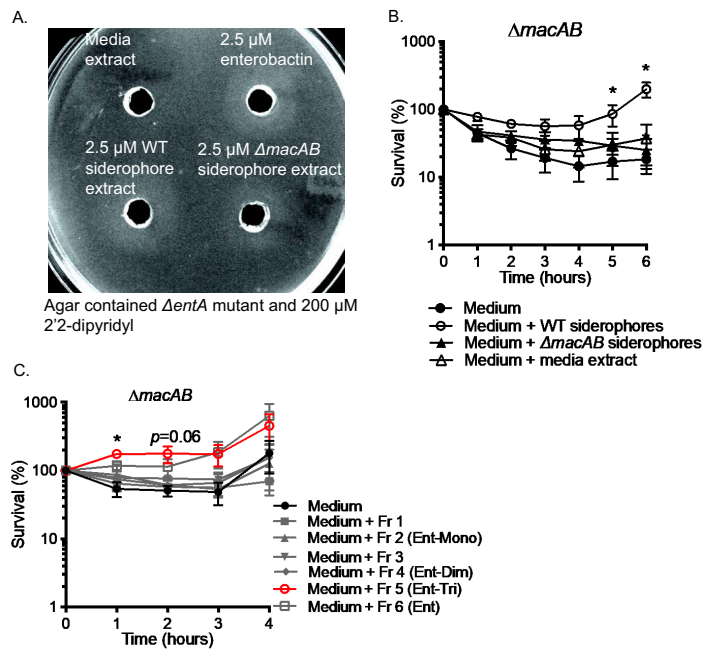 A.
Media
extract
2.5 µM
enterobactin
2.5 µM WT
siderophore
extract
2.5 µM ΔmacAB
siderophore extract
Agar contained ΔentA mutant and 200 µM
2'2-dipyridyl
B.
ΔmacAB
Survival (%)
1000
100
10
1
* *
0 1 2 3 4 5 6
Time (hours)
Medium
Medium + WT siderophores
Medium + ΔmacAB siderophores
Medium + media extract
C.
ΔmacAB
Survival (%)
1000
100
10
1
*
p=0.06
0 1 2 3 4
Time (hours)
Medium
Medium + Fr 1
Medium + Fr 2 (Ent-Mono)
Medium + Fr 3
Medium + Fr 4 (Ent-Dim)
Medium + Fr 5 (Ent-Tri)
Medium + Fr 6 (Ent)